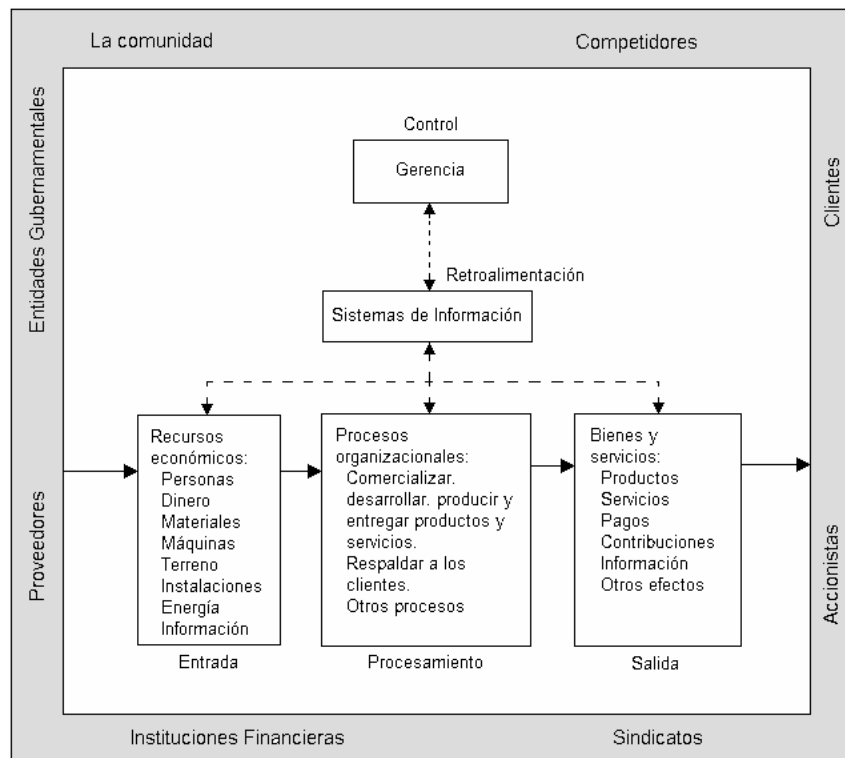 La comunidad
Competidores
Entidades Gubernamentales
Clientes
Control
Gerencia
Retroalimentación
Sistemas de Información
Recursos
económicos:
Personas
Dinero
Materiales
Máquinas
Terreno
Instalaciones
Energía
Información
Entrada
Procesos
organizacionales:
Comercializar.
desarrollar. producir y
entregar productos y
servicios.
Respaldar a los
clientes.
Otros procesos
Procesamiento
Bienes y
servicios:
Productos
Servicios
Pagos
Contribuciones
Información
Otros efectos
Salida
Proveedores
Accionistas
Instituciones Financieras
Sindicatos